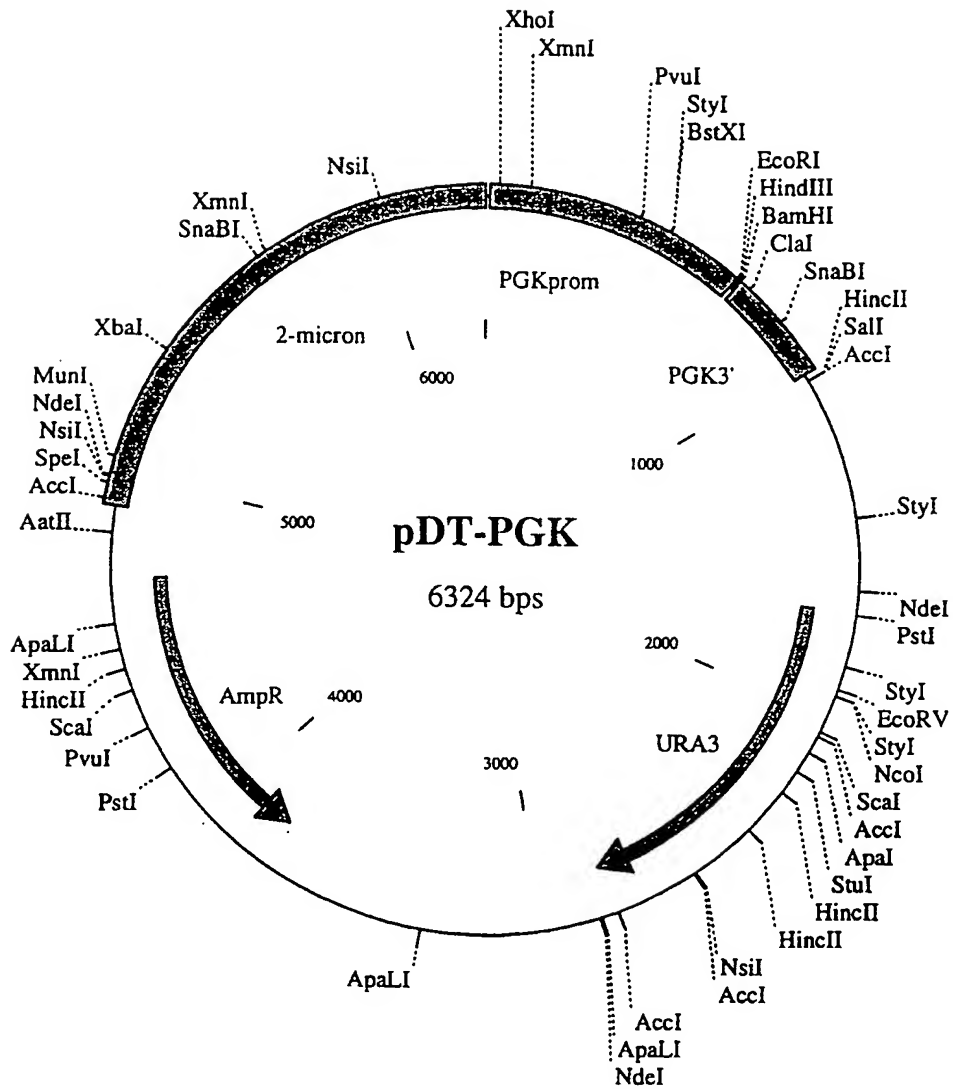 XhoI
XmnI
PvuI
StyI
BstXI
EcoRI
HindIII
BamHI
ClaI
SnaBI
HincII
SalI
AccI
NsiI
XmnI
SnaBI
XbaI
MunI
NdeI
NsiI
SpeI
AccI
AatII
PGKprom
2-micron
6000
PGK3'
1000
5000
pDT-PGK
6324 bps
StyI
NdeI
PstI
2000
ApaLI
XmnI
HincII
ScaI
PvuI
PstI
AmpR
4000
URA3
3000
StyI
EcoRV
StyI
NcoI
ScaI
AccI
ApaI
StuI
HincII
HincII
NsiI
AccI
ApaLI
AccI
ApaLI
NdeI